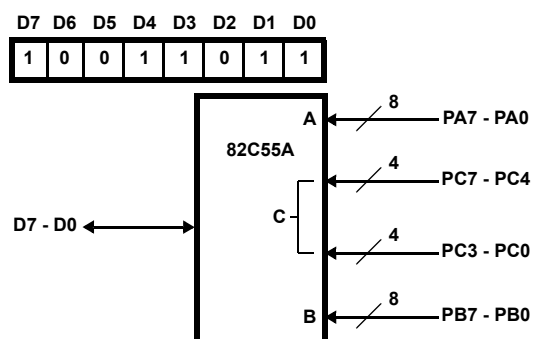 D7 D6 D5 D4 D3 D2 D1 D0
1 0 0 1 1 0 1 1
8
A PA7 - PA0
82C55A
4
PC7 - PC4
C
D7 - D0
4
PC3 - PC0
8
B PB7 - PB0